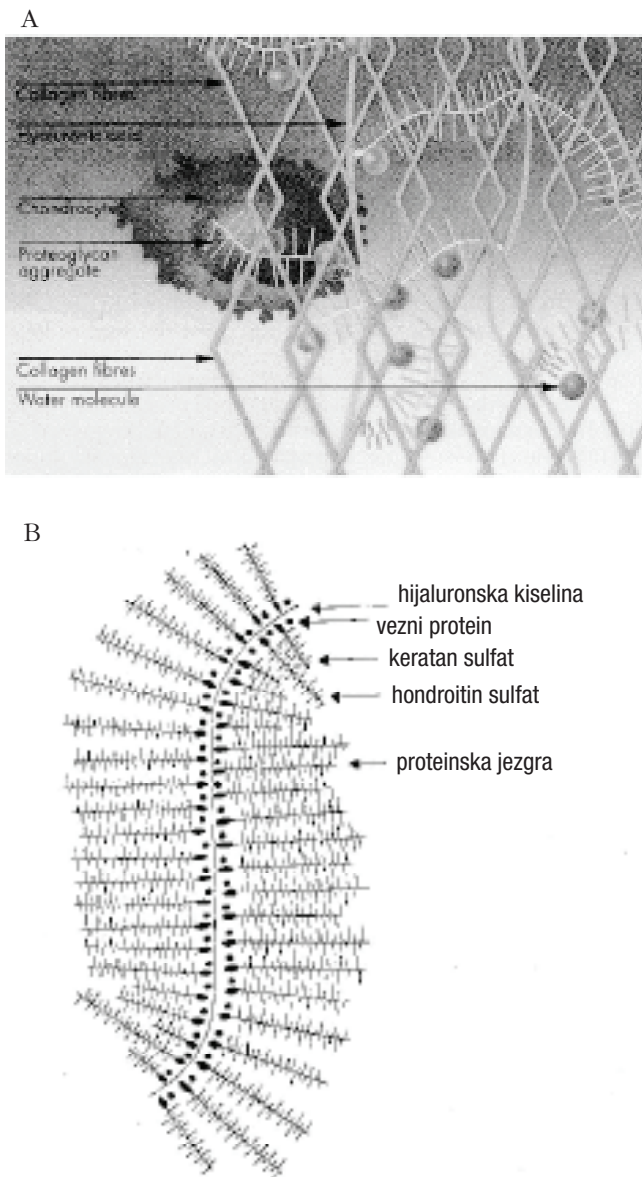 A
Collagen fibres
Hyaluronic acid
Chondrocyte
Proteoglycan
aggregate
Collagen fibres
Water molecule
B
hijaluronska kiselina
vezni protein
keratan sulfat
hondroitin sulfat
proteinska jezgra